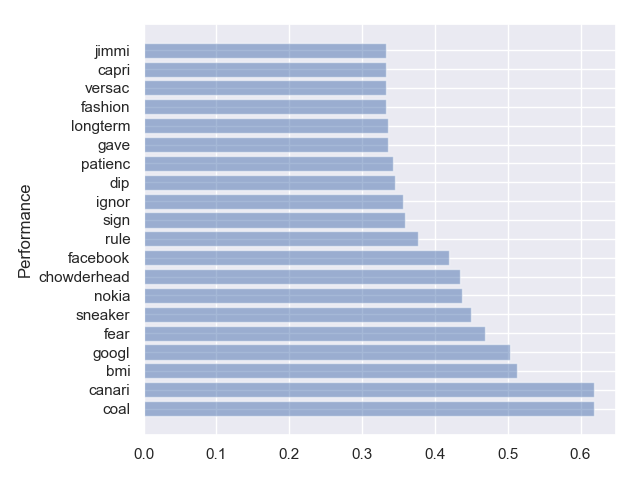 jimmi
capri
versac
fashion
longterm
gave
patienc
dip
ignor
sign
rule
facebook
chowderhead
nokia
sneaker
fear
googl
bmi
canari
coal
Performance
0.0 0.1 0.2 0.3 0.4 0.5 0.6